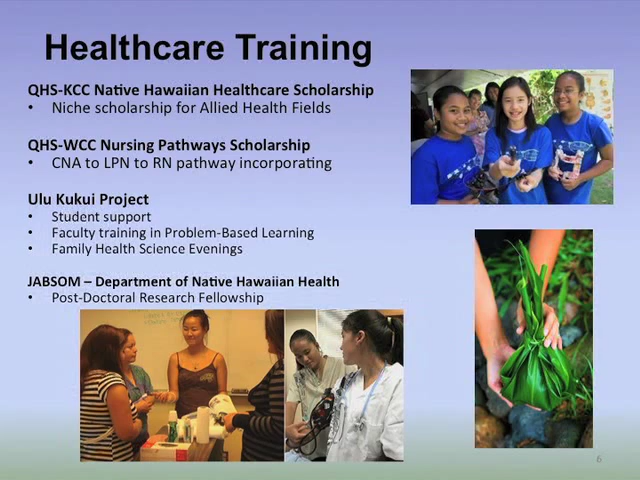 Healthcare Training
QHS-KCC Native Hawaiian Healthcare Scholarship
• Niche scholarship for Allied Health Fields
QHS-WCC Nursing Pathways Scholarship
• CNA to LPN to RN pathway incorporating
Ulu Kukui Project
• Student support
• Faculty training in Problem-Based Learning
• Family Health Science Evenings
JABSOM – Department of Native Hawaiian Health
• Post-Doctoral Research Fellowship
6